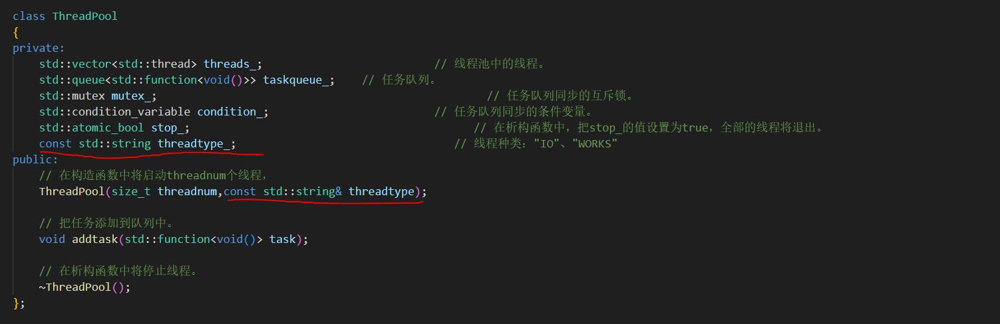 class ThreadPool
{
private:
    std::vector<std::thread> threads_;                          // 线程池中的线程。
    std::queue<std::function<void()>> taskqueue_;    // 任务队列。
    std::mutex mutex_;                                                  // 任务队列同步的互斥锁。
    std::condition_variable condition_;                         // 任务队列同步的条件变量。
    std::atomic_bool stop_;                                           // 在析构函数中，把stop_的值设置为true，全部的线程将退出。
    const std::string threadtype_;                                 // 线程种类："IO"、"WORKS"
public:
    // 在构造函数中将启动threadnum个线程，
    ThreadPool(size_t threadnum,const std::string& threadtype);
    // 把任务添加到队列中。
    void addtask(std::function<void()> task);
    // 在析构函数中将停止线程。
    ~ThreadPool();
};